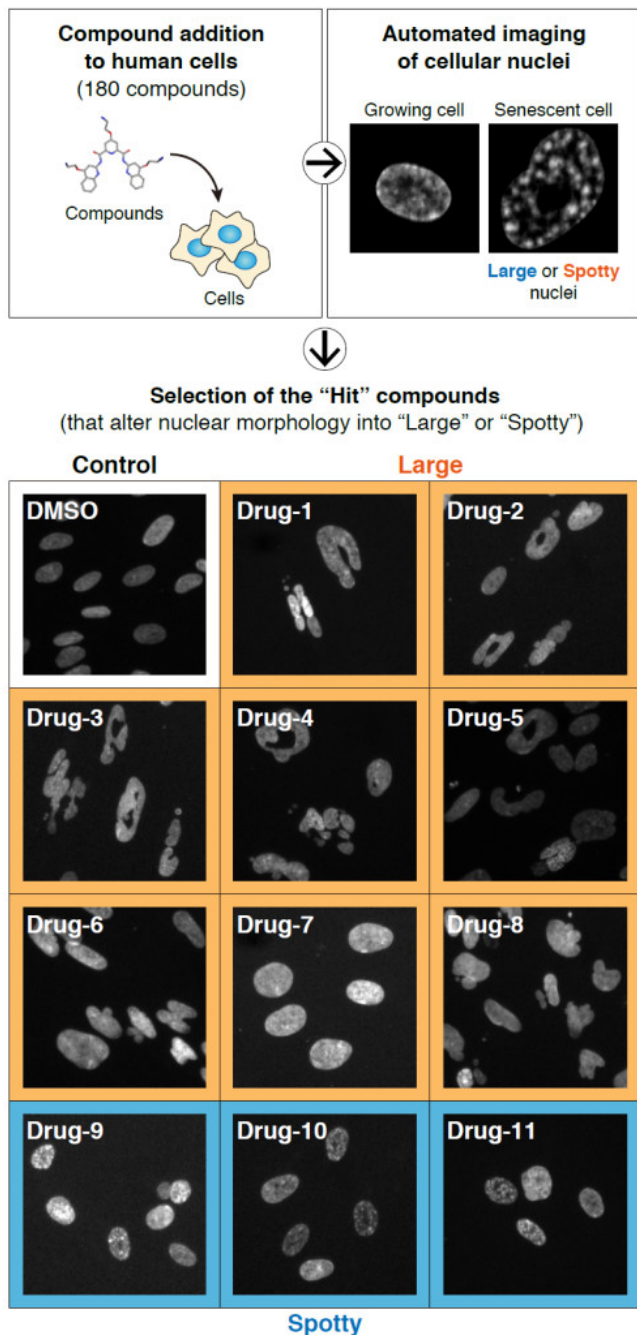 Compound addition
to human cells
(180 compounds)
Compounds
Cells
Automated imaging
of cellular nuclei
Growing cell
Senescent cell
Large or Spotty
nuclei
Selection of the “Hit” compounds
(that alter nuclear morphology into “Large” or “Spotty”)
Control
Large
DMSO
Drug-1
Drug-2
Drug-3
Drug-4
Drug-5
Drug-6
Drug-7
Drug-8
Drug-9
Drug-10
Drug-11
Spotty